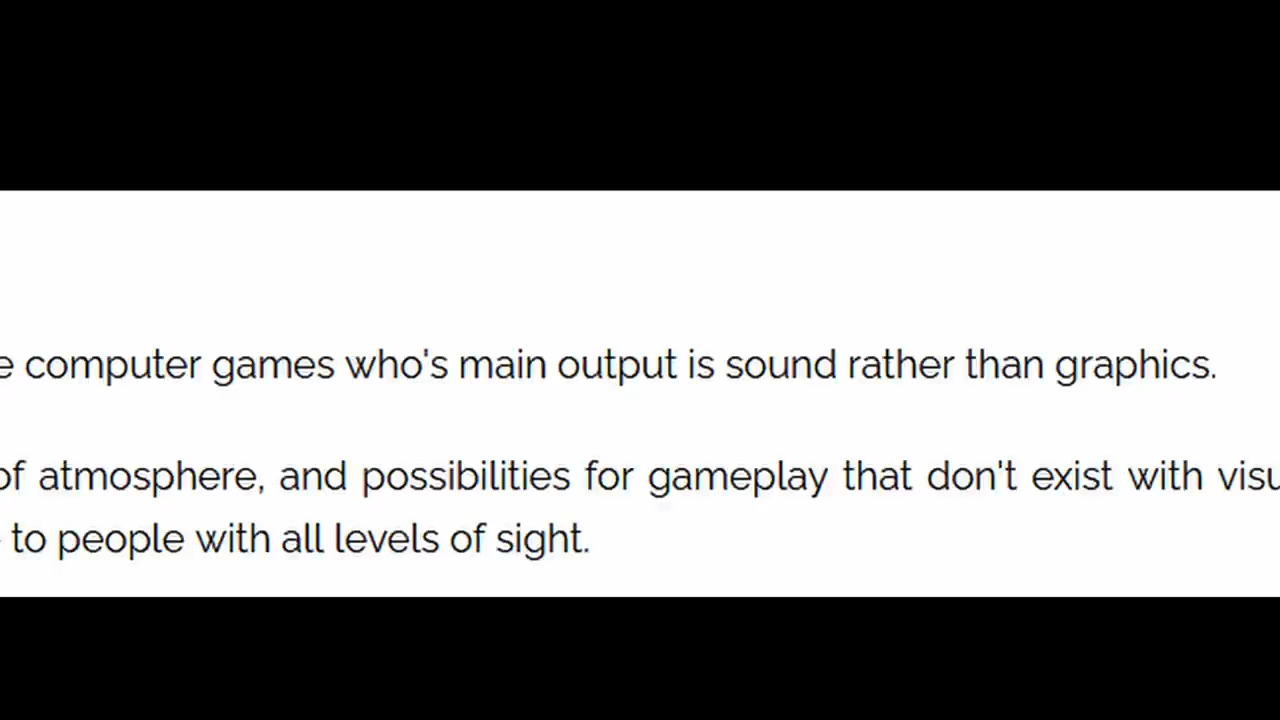 computer games who's main output is sound rather than graphics.
of atmosphere, and possibilities for gameplay that don't exist with
to people with all levels of sight.